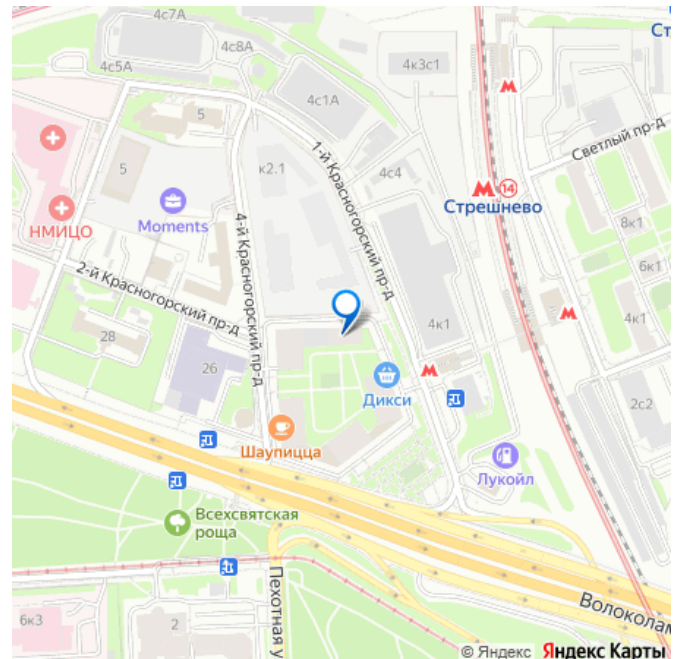 4с7А
4с8А
4с5А
4к3с1
Ст
4с1А
5
5
к2.1
1-й Красногорский пр-д
4с4
Светлый пр-д
14
Стрешнево
НМИЦО
Moments
4-й Красногорский пр-д
8к1
6к1
2-й Красногорский пр-д
28
26
4к1
4к1
Дикси
2с2
Шаупицца
Лукойл
Всехсвятская
роща
Пехотная у
6к3
2
Волоколам
© Яндекс Яндекс Карты